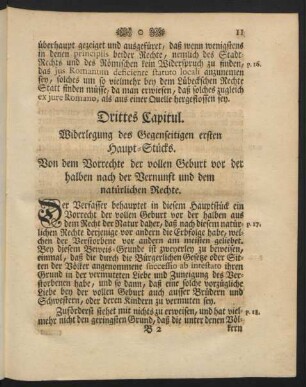 11
überhaupt gezeiget und ausgefüret, daß wenn wenigstens
in denen principiis beider Rechte, nemlich des Stadt-
Rechts und des Römischen kein Widerspruch zu finden, p. 16.
das jus Romanum deficiente statuto locali anzunemen
sey, solches um so vielmehr bey dem Lübeckischen Rechte
Statt finden müsse, da man erwiesen, daß solches zugleich
ex jure Romano, als aus einer Quelle hergeflossen sey.
Drittes Capitul.
Widerlegung des Gegenseitigen ersten
Haupt-Stücks.
Von dem Vorrechte der vollen Geburt vor der
halben nach der Vernunft und dem
natürlichen Rechte.
Der Verfasser behauptet in diesem Hauptstück ein
Vorrecht der vollen Geburt vor der halben aus
dem Recht der Natur daher, daß nach diesem natür- p. 17.
lichen Rechte derjenige vor andern die Erbfolge habe, wel-
chen der Verstorbene vor andern am meisten geliebet.
Bey diesem Beweis-Grunde ist zweyerley zu beweisen,
einmal, daß die durch die Bürgerlichen Gesetze oder Sit-
ten der Völker angenommene successio ab intestato ihren
Grund in der vermuteten Liebe und Zuneigung des Ver-
storbenen habe, und so dann, daß eine solche vorzügliche
Liebe bey der vollen Geburt auch ausser Brüdern und
Schwestern, oder deren Kindern zu vermuten sey.
Zuförderst stehet mit nichts zu erweisen, und hat viel- p. 18.
mehr nicht den geringsten Grund, daß die unter denen Völ-
B 2 kern